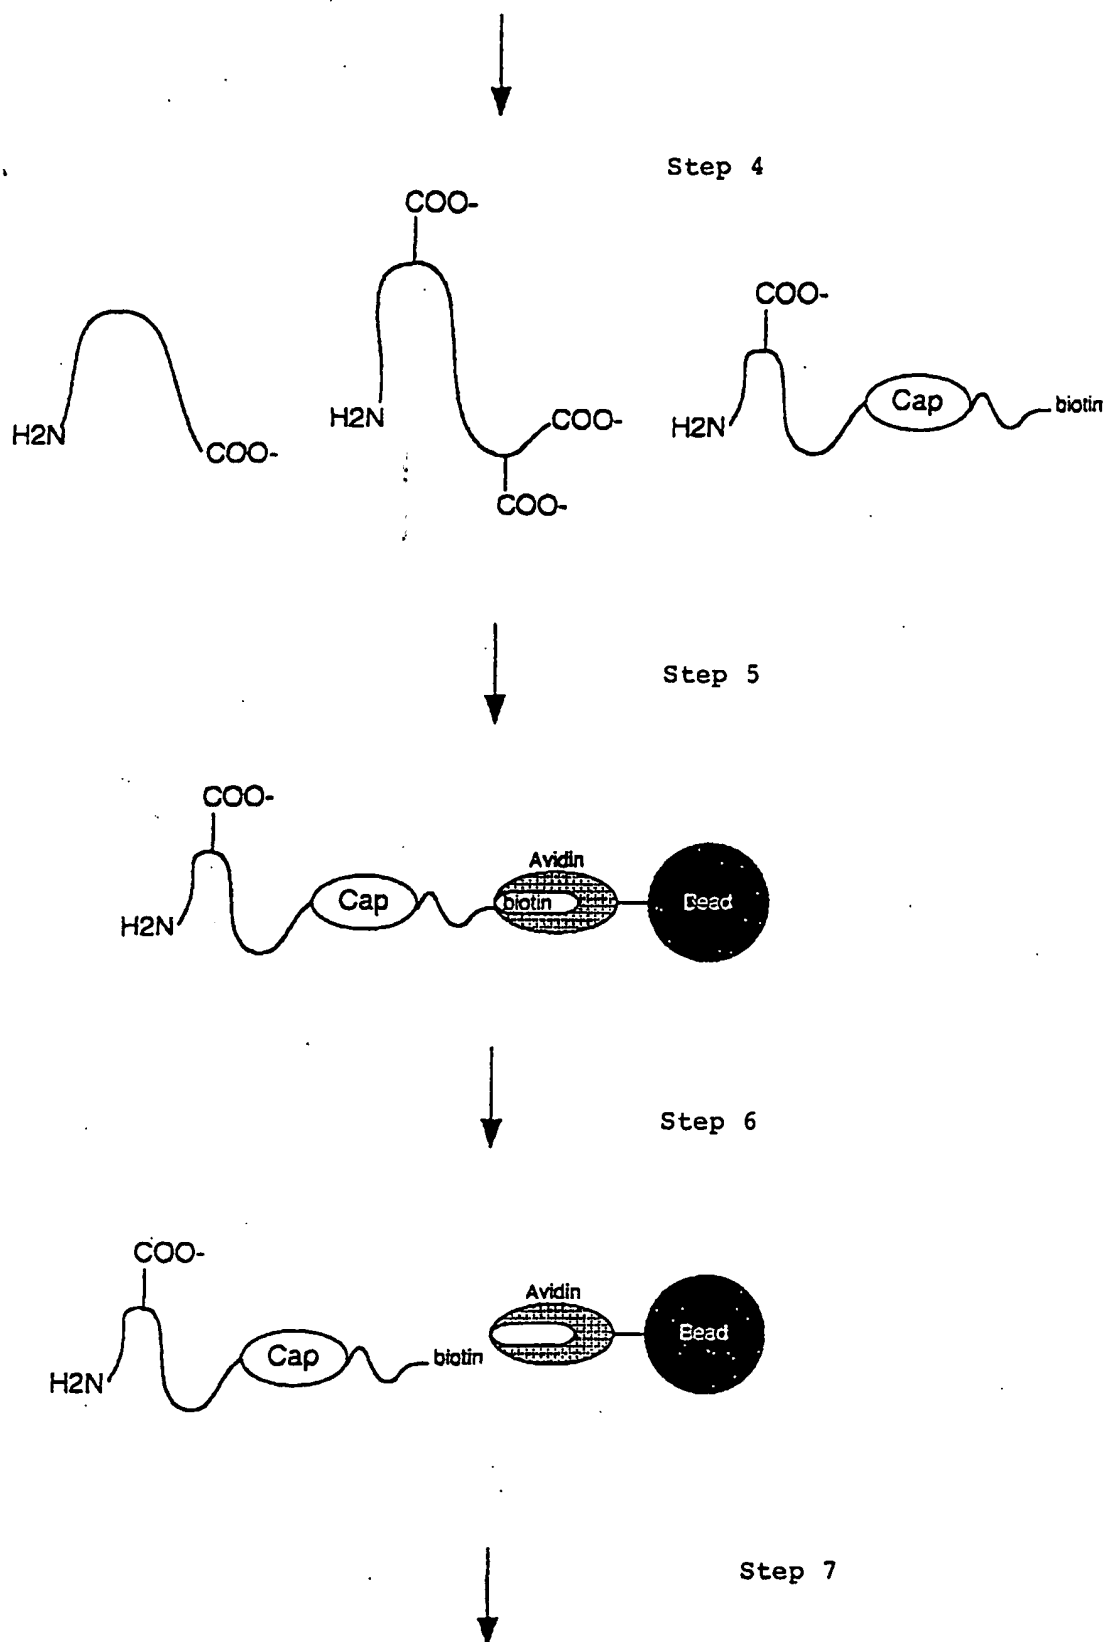 Step 4
COO-
COO-
H2N
COO-
H2N
COO-
COO-
H2N
Cap
biotin
Step 5
COO-
H2N
Cap
Avidin
biotin
Bead
Step 6
COO-
H2N
Cap
biotin
Avidin
Bead
Step 7